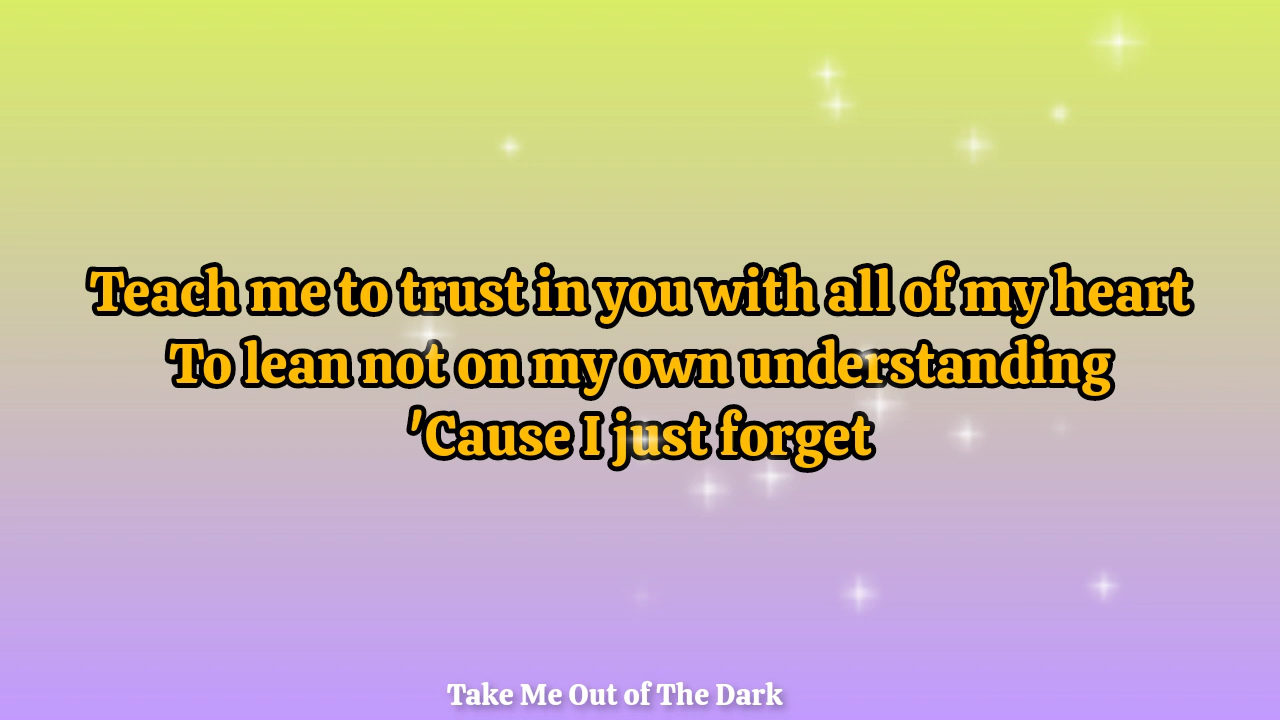 Teach me to trust in you with all of my heart
To lean not on my own understanding
'Cause I just forget
Take Me Out of The Dark